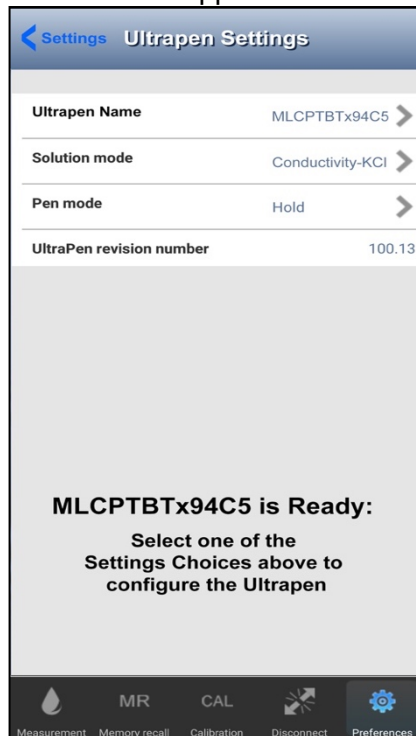 Settings Ultrapen Settings
Ultrapen Name MLCPTBTx94C5
Solution mode Conductivity-KCl
Pen mode Hold
UltraPen revision number 100.13
MLCPTBTx94C5 is Ready:
Select one of the
Settings Choices above to
configure the Ultrapen
MR CAL
Measurement Memory recall Calibration Disconnect Preferences